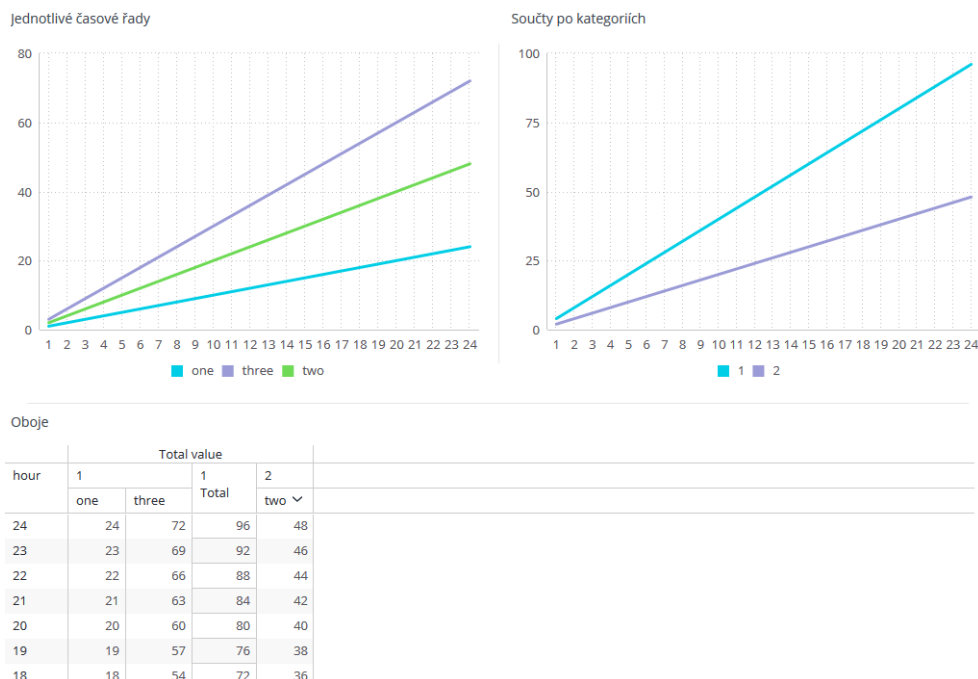 Jednotlivé časové řady
80
60
40
20
0
1 2 3 4 5 6 7 8 9 10 11 12 13 14 15 16 17 18 19 20 21 22 23 24
one three two
Součty po kategoriích
100
75
50
25
0
1 2 3 4 5 6 7 8 9 10 11 12 13 14 15 16 17 18 19 20 21 22 23 24
1 2
Oboje
Total value
hour 1 1 2
Total
one three two
24 24 72 96 48
23 23 69 92 46
22 22 66 88 44
21 21 63 84 42
20 20 60 80 40
19 19 57 76 38
18 18 54 72 36